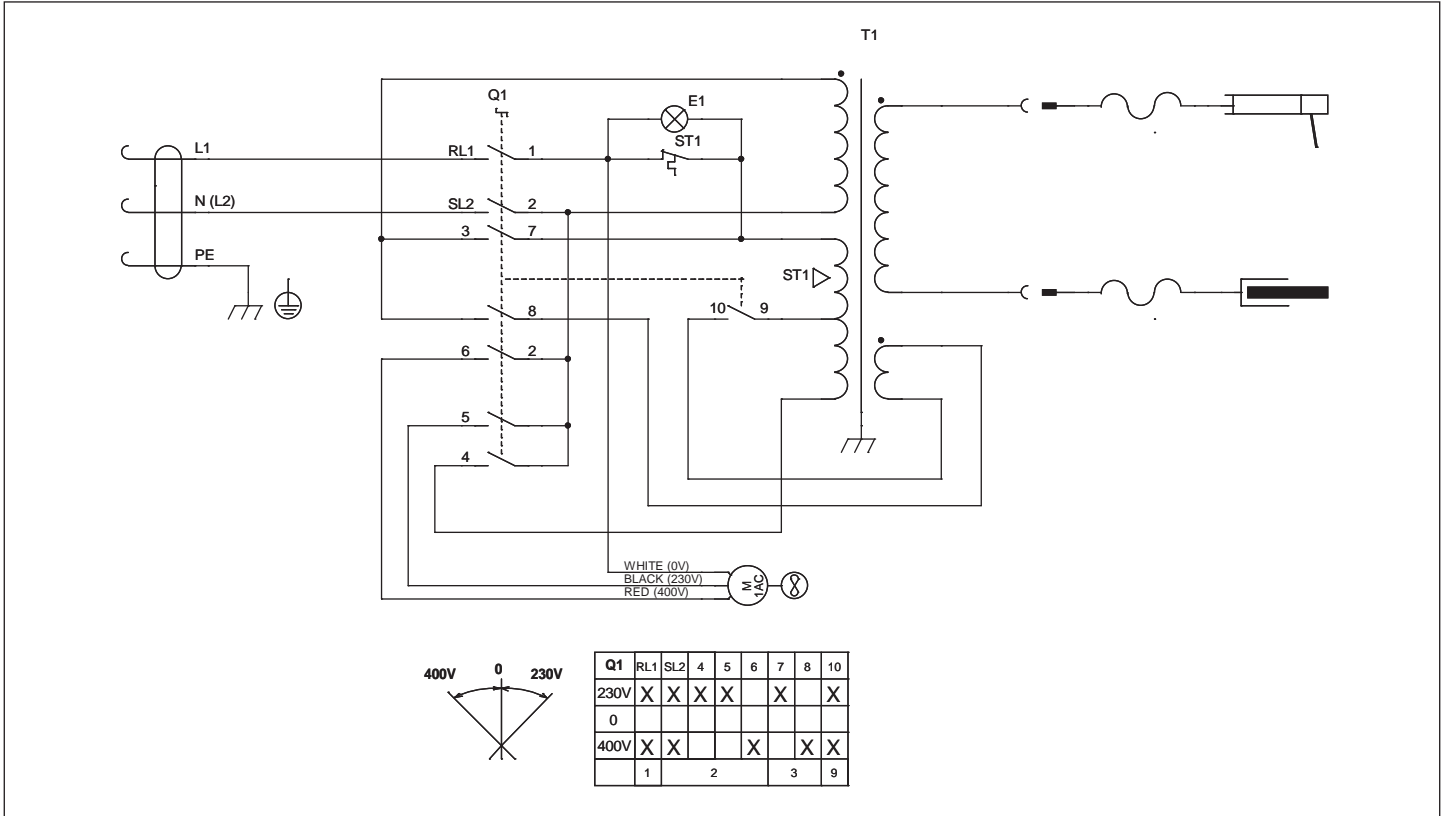 T1
Q1
E1
ST1
L1
RL1 1
N (L2)
SL2 2
3 7
PE
ST1
8
10 9
6 2
5
4
WHITE (0V)
BLACK (230V)
RED (400V)
M
1AC
400V 0 230V
Q1 RL1 SL2 4 5 6 7 8 10
230V X X X X X X
0
400V X X X X X
1 2 3 9